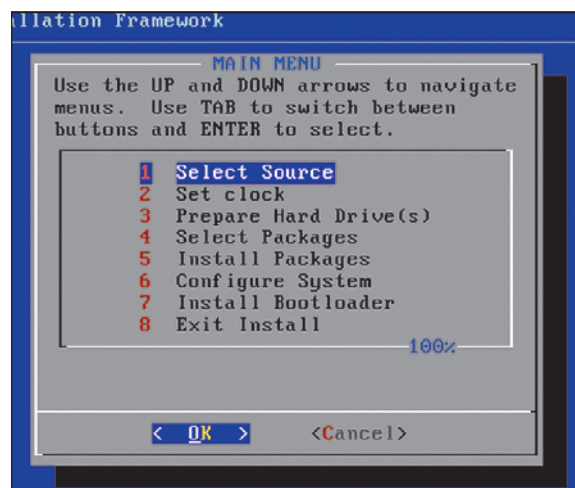 llation Framework
MAIN MENU
Use the UP and DOWN arrows to navigate
menus.  Use TAB to switch between
buttons and ENTER to select.
1 Select Source
2 Set clock
3 Prepare Hard Drive(s)
4 Select Packages
5 Install Packages
6 Configure System
7 Install Bootloader
8 Exit Install
100%
< OK > <Cancel>